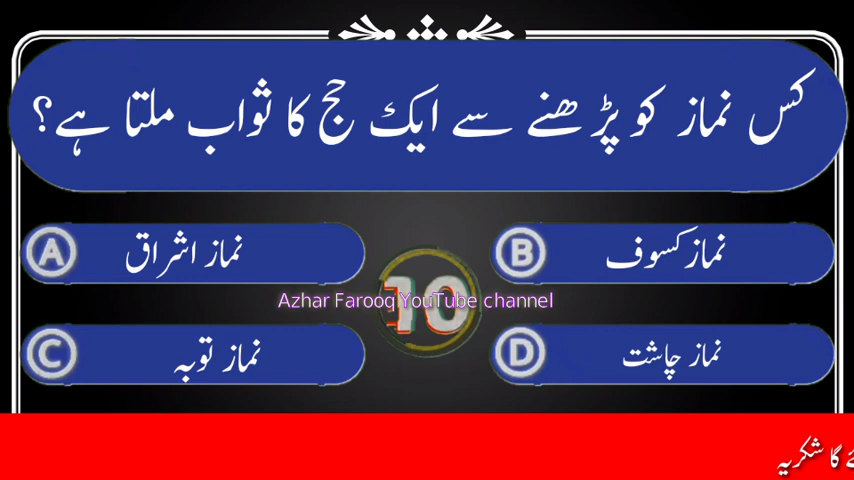 کس نماز کو پڑھنے سے ایک حج کا ثواب ملتا ہے؟
A نماز اشراق
B نماز کسوف
10
Azhar Farooq YouTube channel
C نماز توبہ
D نماز چاشت
گا شکریہ